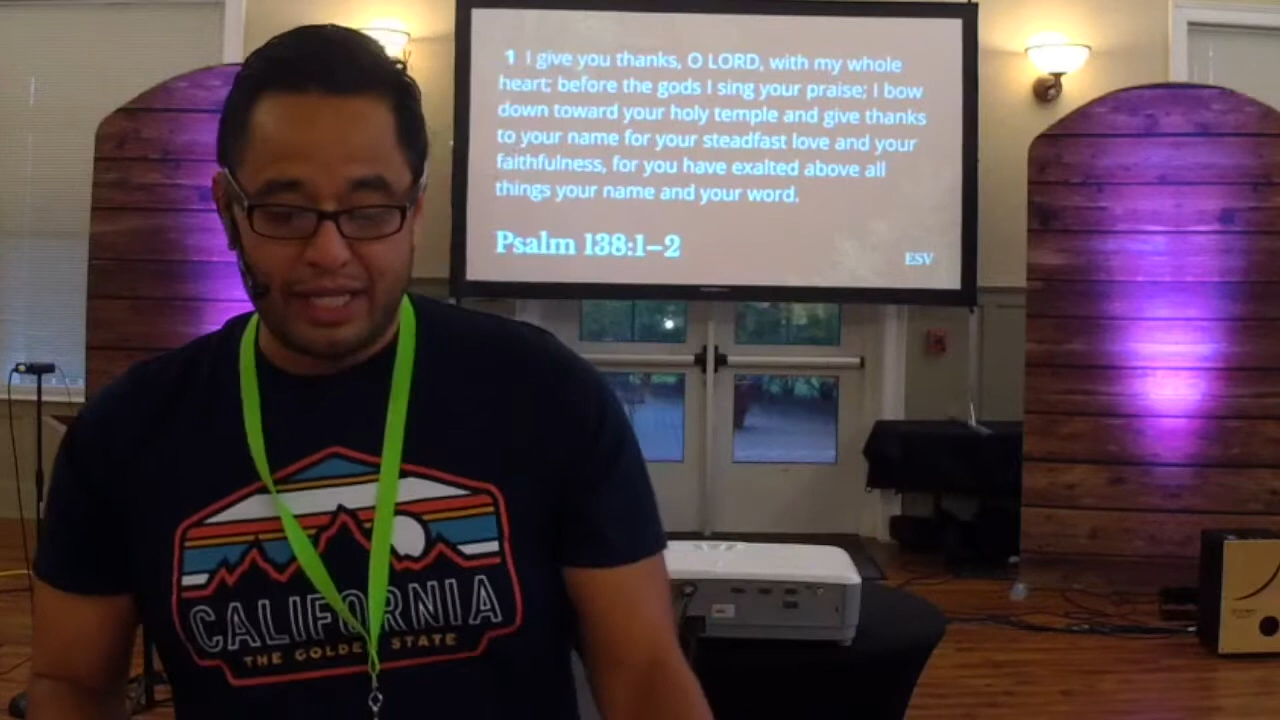 1 I give you thanks, O LORD, with my whole
heart; before the gods I sing your praise; I bow
down toward your holy temple and give thanks
to your name for your steadfast love and your
faithfulness, for you have exalted above all
things your name and your word.
Psalm 138:1–2
ESV
CALIFORNIA
THE GOLDEN STATE